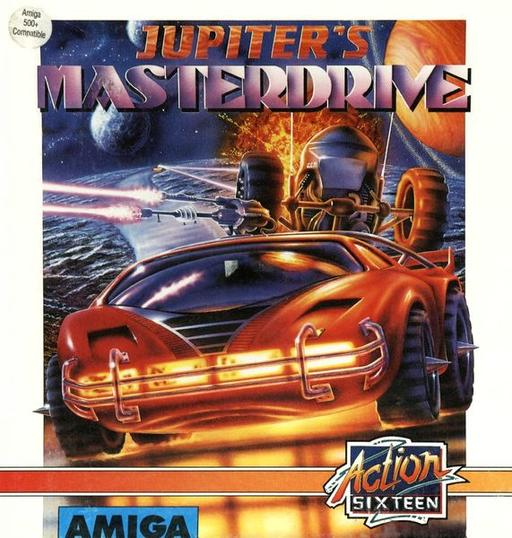 Amiga
500+
Compatible
JUPITER'S
MASTERDRIVE
Action
SIXTEEN
AMIGA